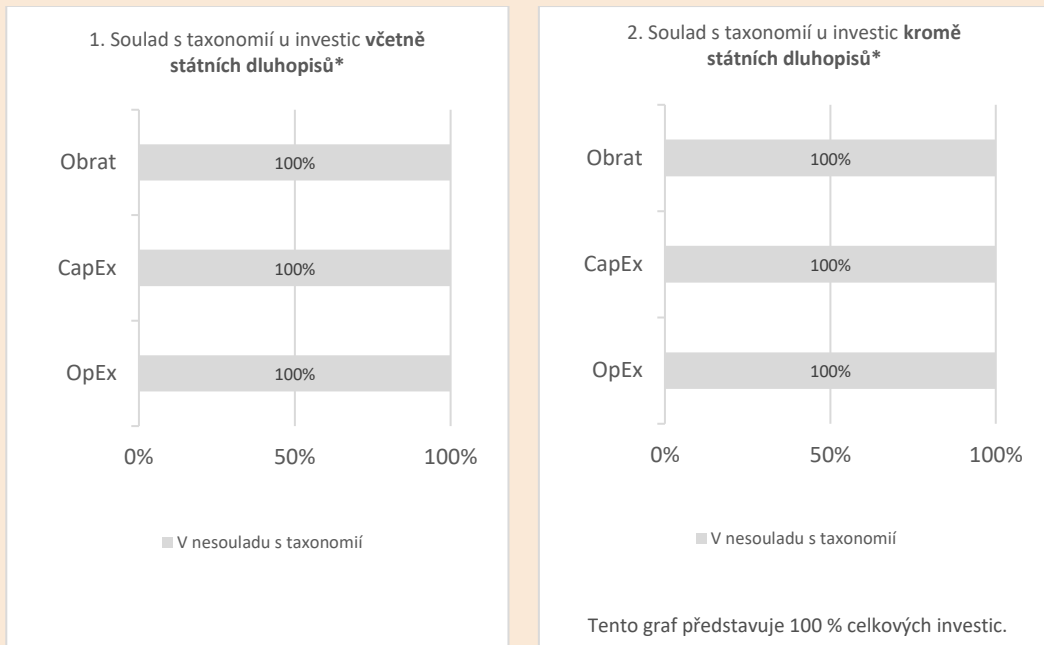 1. Soulad s taxonomií u investic včetně
státních dluhopisů*
Obrat
100%
CapEx
100%
OpEx
100%
0% 50% 100%
V nesouladu s taxonomií
2. Soulad s taxonomií u investic kromě
státních dluhopisů*
Obrat
100%
CapEx
100%
OpEx
100%
0% 50% 100%
V nesouladu s taxonomií
Tento graf představuje 100 % celkových investic.